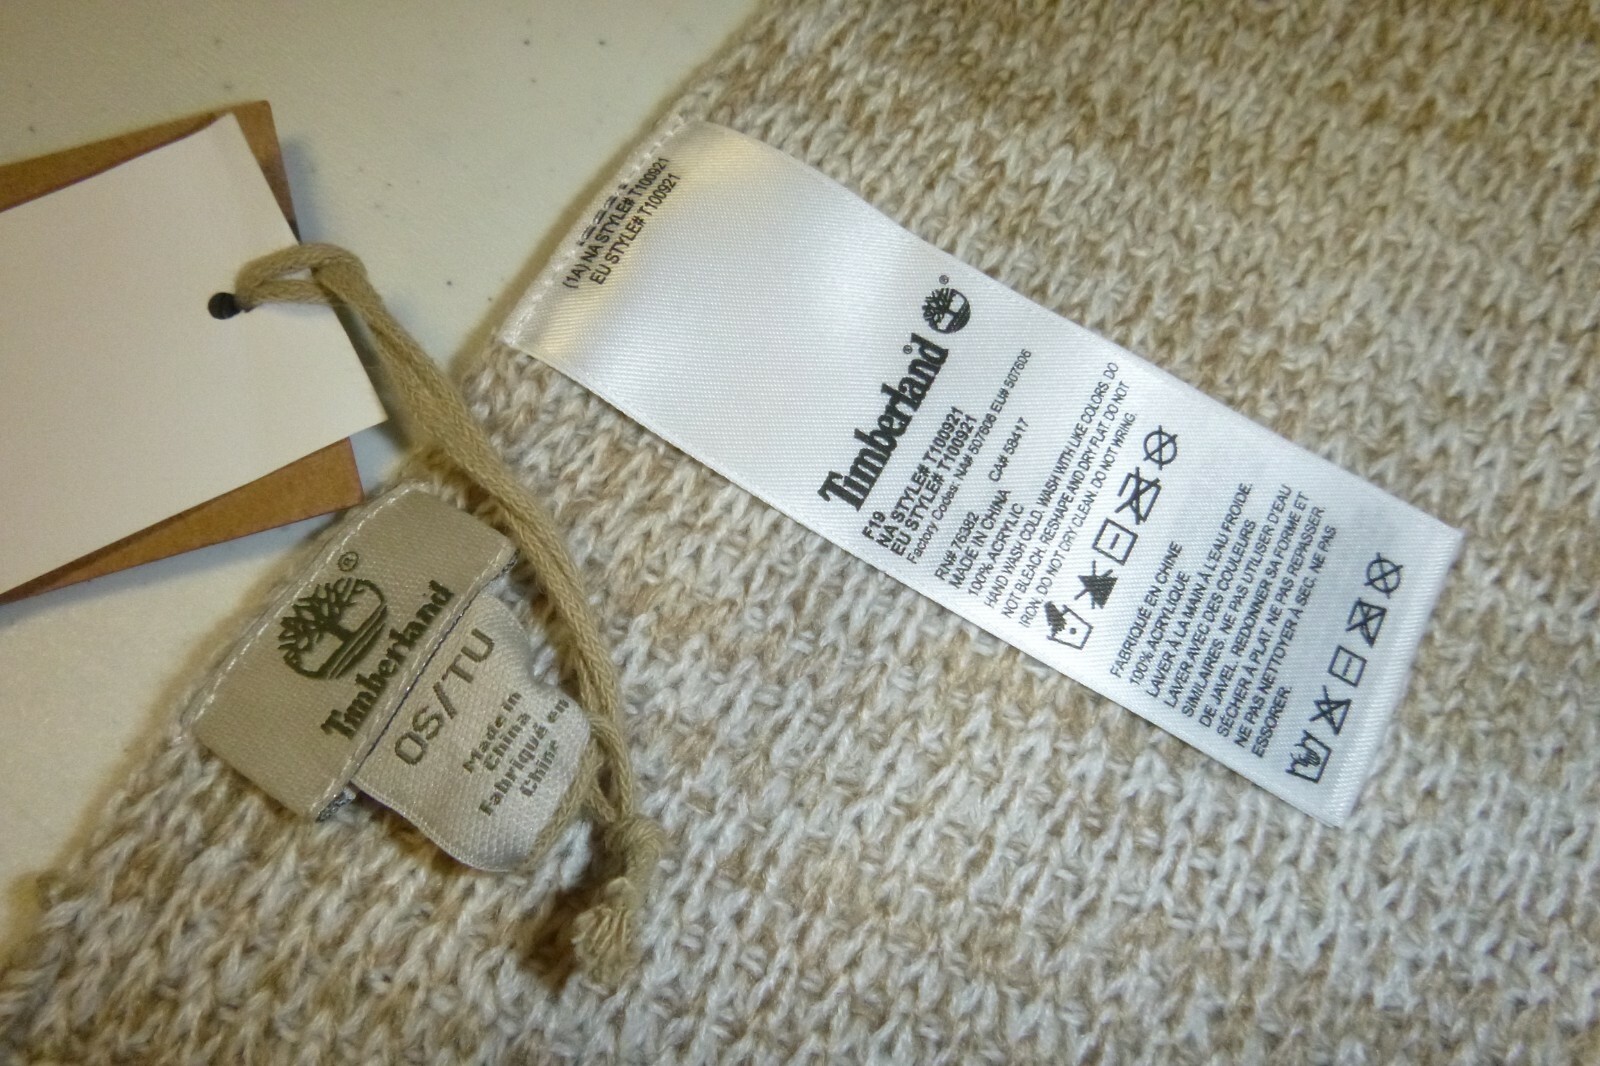 (1A) NA STYLE# T100921
EU STYLE# T100921
Timberland®
F19
NA STYLE# T100921
EU STYLE# T100921
Factory Codes: NA# 507606 EU# 507606
RN# 76382 CA# 58417
MADE IN CHINA
100% ACRYLIC
HAND WASH COLD. WASH WITH LIKE COLORS. DO
NOT BLEACH. RESHAPE AND DRY FLAT DO NOT
IRON. DO NOT DRY CLEAN. DO NOT WRING.
FABRIQUÉ EN CHINE
100% ACRYLIQUE
LAVER À LA MAIN À L'EAU FROIDE.
LAVER AVEC DES COULEURS
SIMILAIRES. NE PAS UTILISER D'EAU
DE JAVEL. REDONNER SA FORME ET
SÉCHER À PLAT NE PAS REPASSER
NE PAS NETTOYER À SEC. NE PAS
ESSORER.
®
Timberland
OS/TU
Made in
China
Fabriqué en
Chine